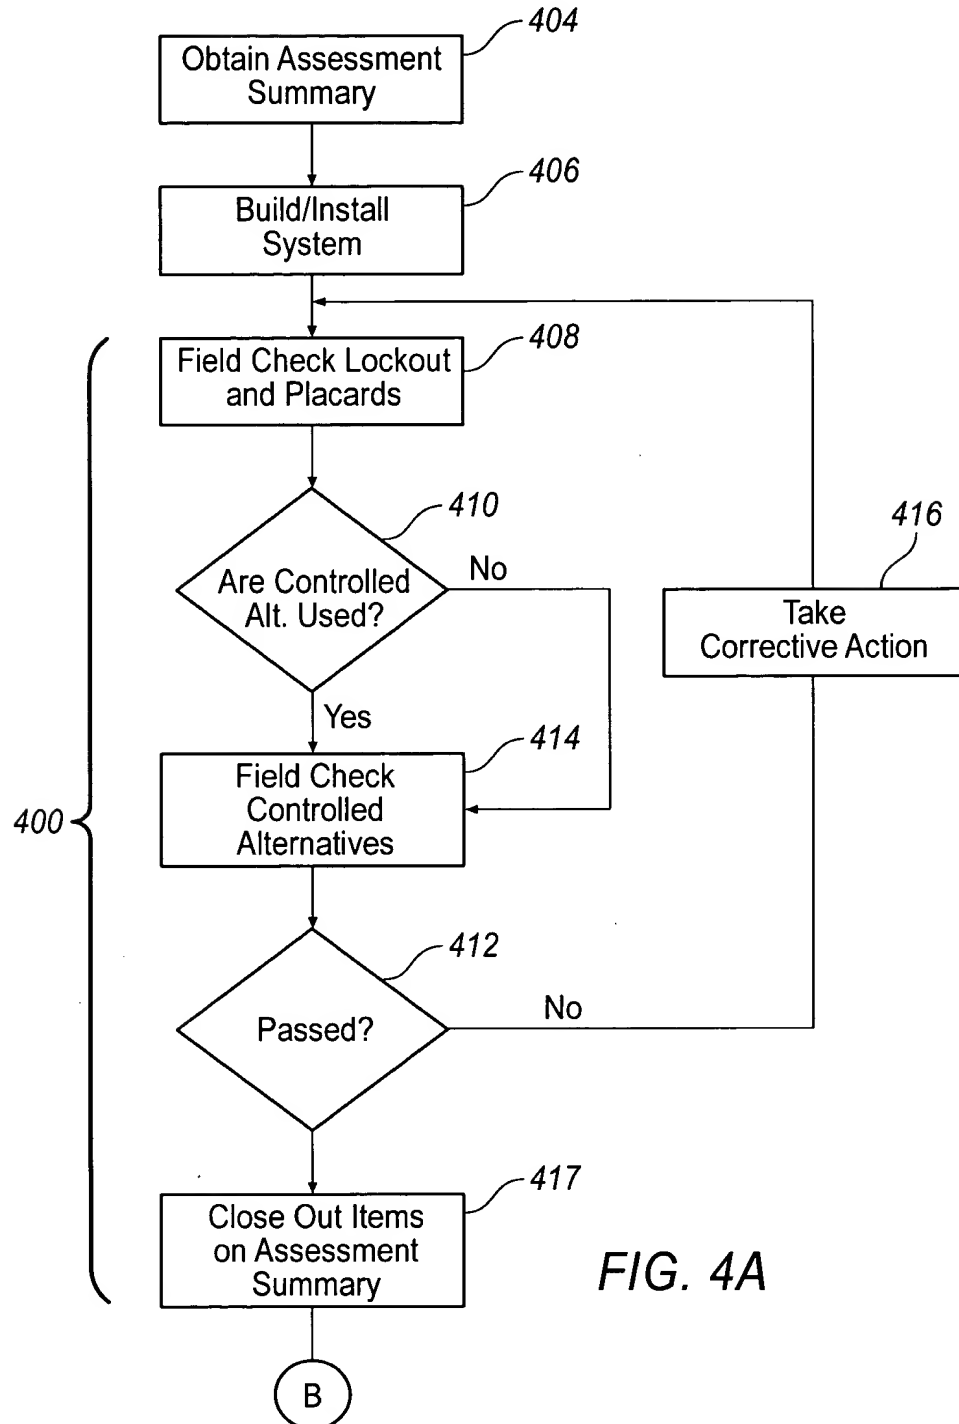 404
Obtain Assessment
Summary
406
Build/Install
System
408
Field Check Lockout
and Placards
410
416
Are Controlled
Alt. Used?
No
Take
Corrective Action
Yes
414
Field Check
Controlled
Alternatives
400
412
Passed?
No
417
Close Out Items
on Assessment
Summary
FIG. 4A
B